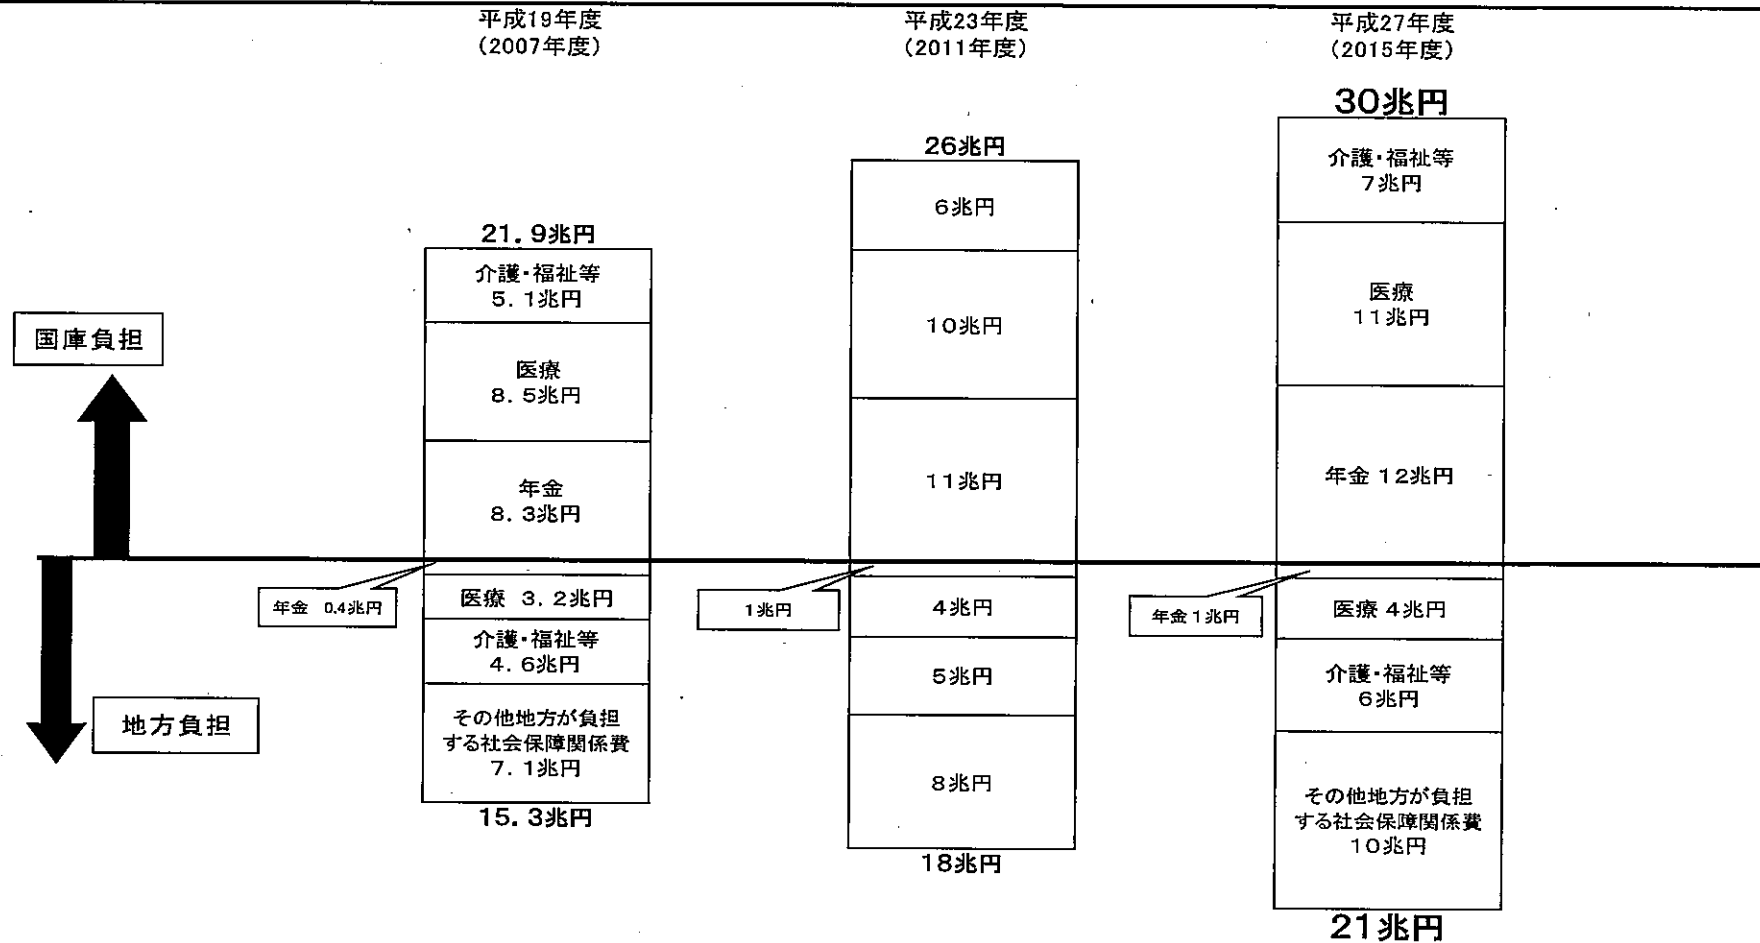 平成19年度
(2007年度)
平成23年度
(2011年度)
平成27年度
(2015年度)
国庫負担
地方負担
21.9兆円
介護・福祉等
5.1兆円
医療
8.5兆円
年金
8.3兆円
年金 0.4兆円
医療 3.2兆円
介護・福祉等
4.6兆円
その他地方が負担
する社会保障関係費
7.1兆円
15.3兆円
26兆円
6兆円
10兆円
11兆円
1兆円
4兆円
5兆円
8兆円
18兆円
30兆円
介護・福祉等
7兆円
医療
11兆円
年金 12兆円
年金1兆円
医療 4兆円
介護・福祉等
6兆円
その他地方が負担
する社会保障関係費
10兆円
21兆円